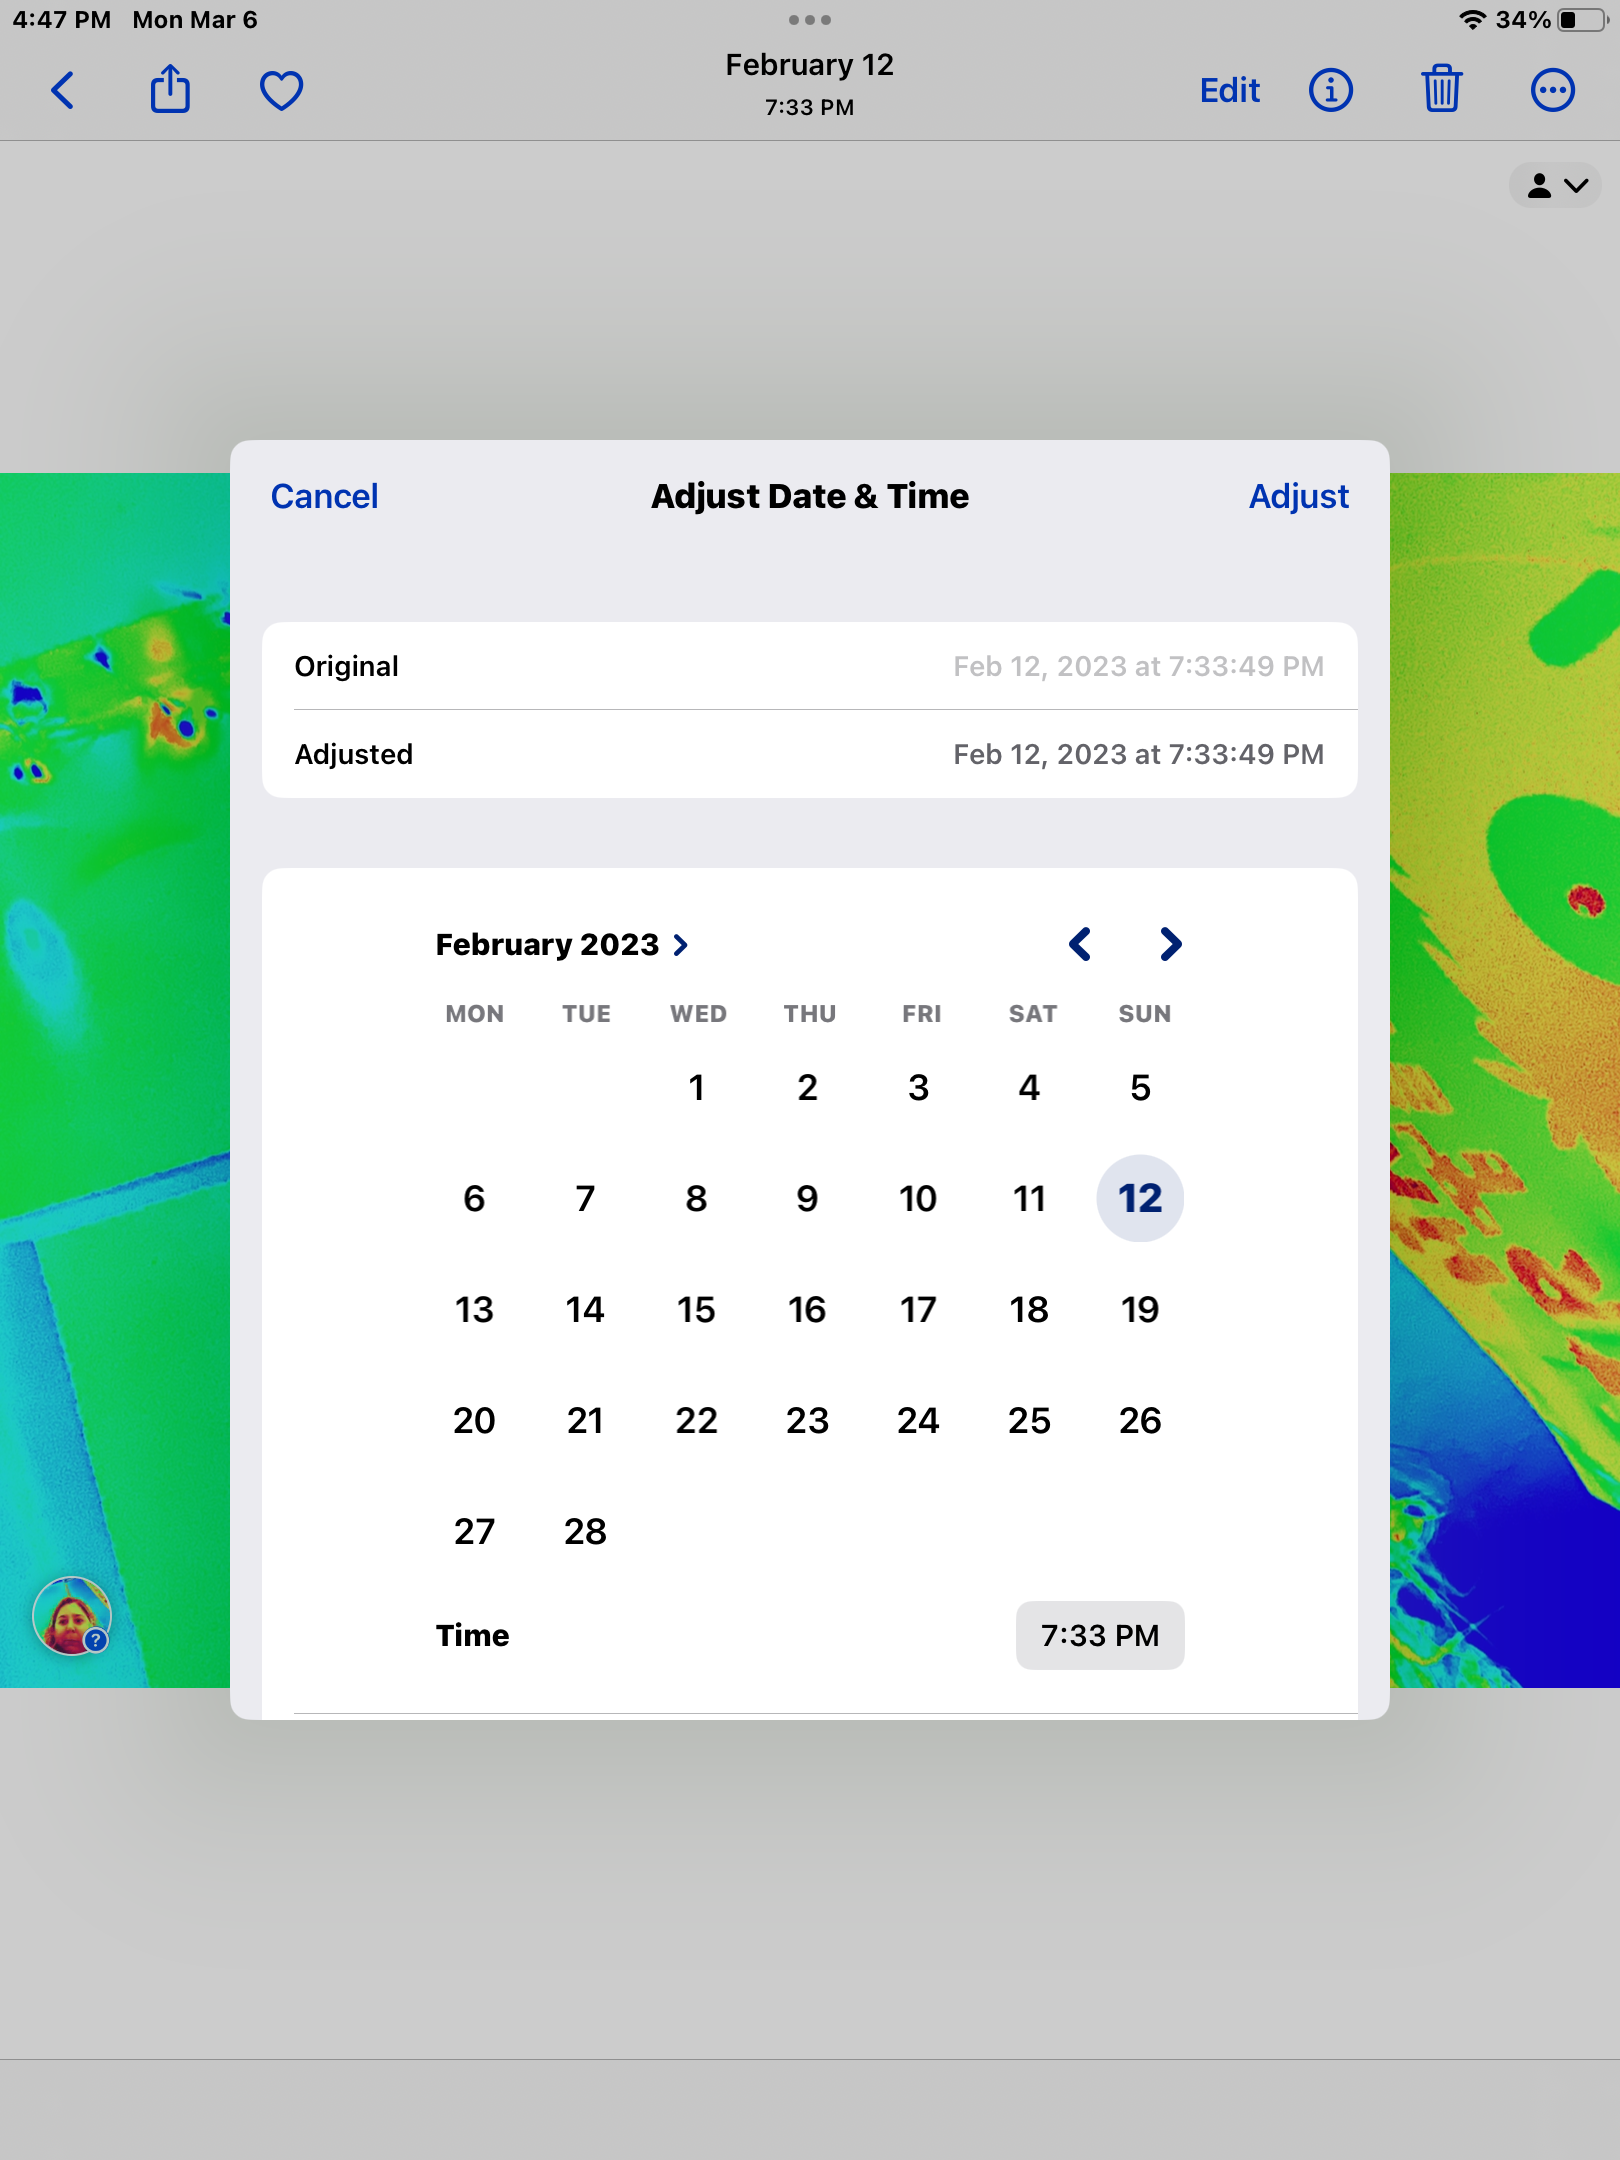 4:47 PM Mon Mar 6 34%
February 12
7:33 PM
Edit
Cancel Adjust Date & Time Adjust
Original Feb 12, 2023 at 7:33:49 PM
Adjusted Feb 12, 2023 at 7:33:49 PM
February 2023
MON TUE WED THU FRI SAT SUN
1 2 3 4 5
6 7 8 9 10 11 12
13 14 15 16 17 18 19
20 21 22 23 24 25 26
27 28
Time 7:33 PM